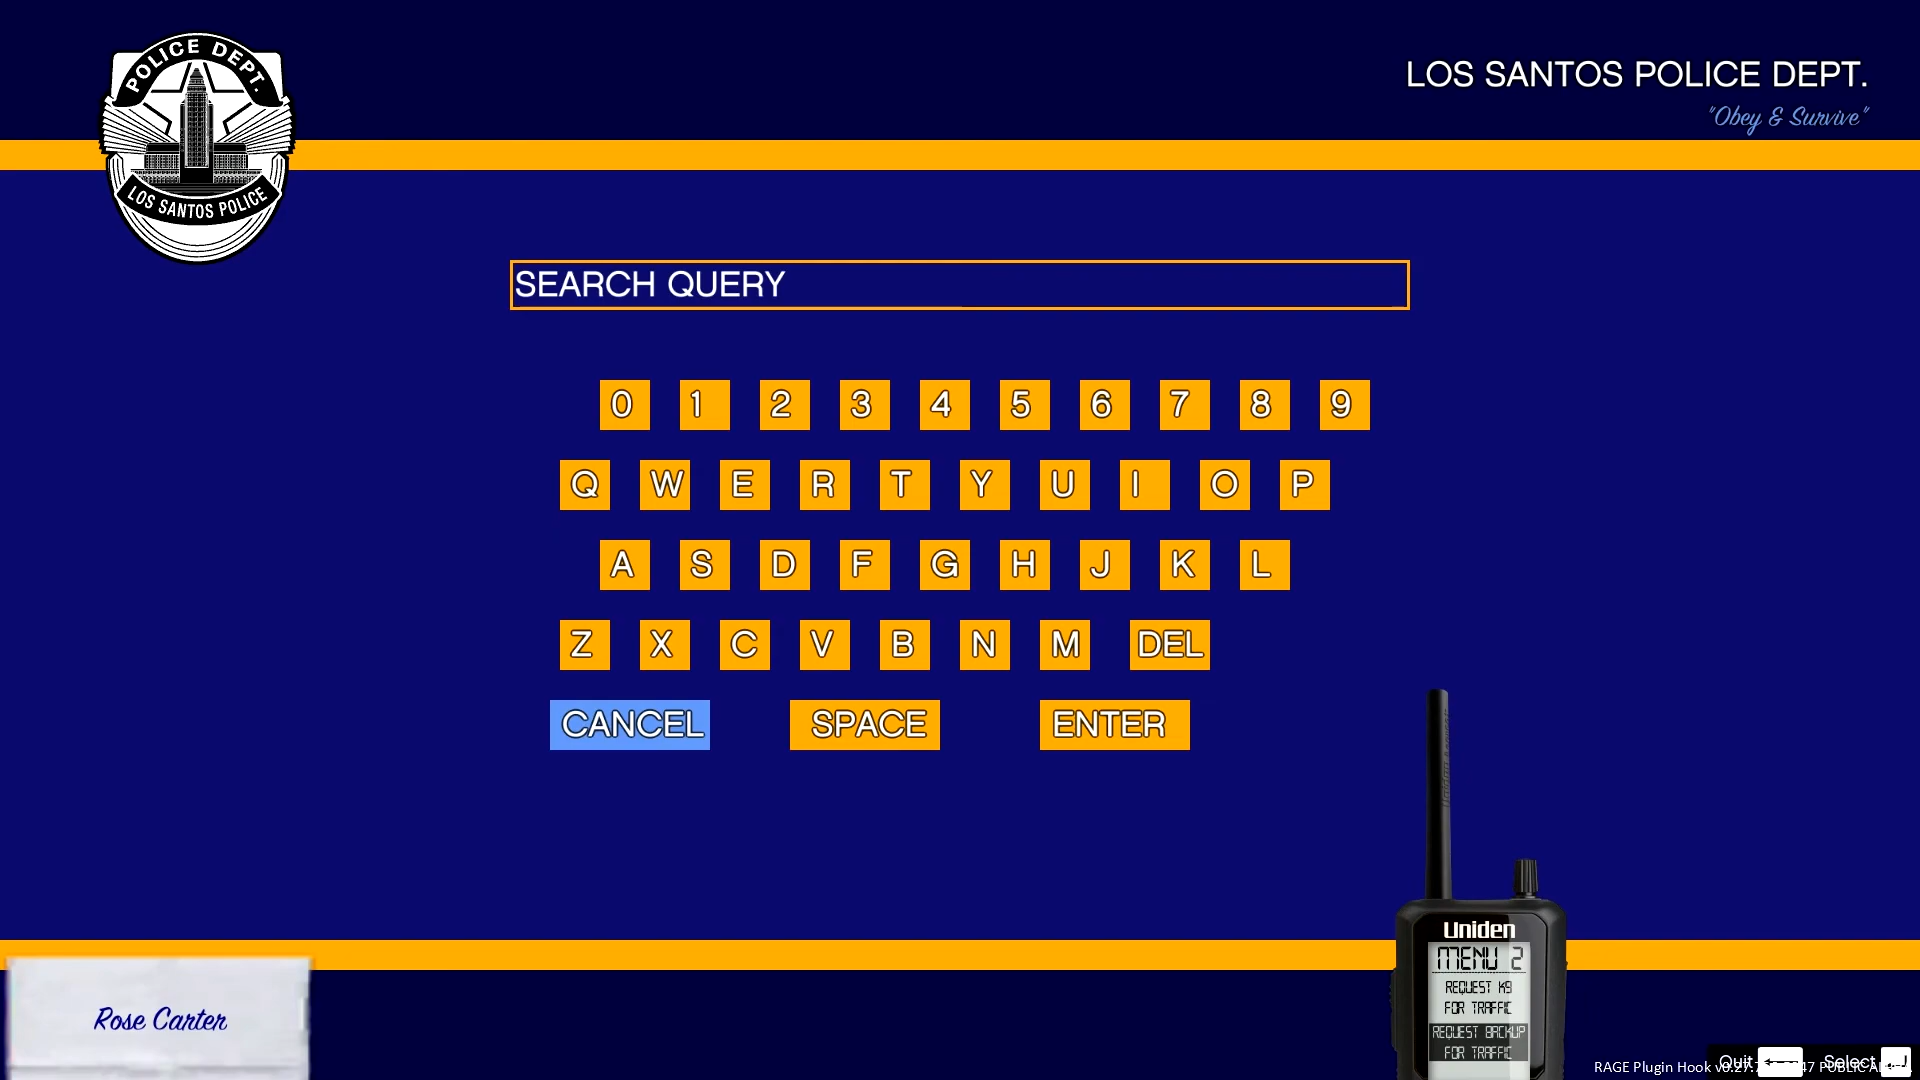 POLICE DEPT.
LOS SANTOS POLICE
LOS SANTOS POLICE DEPT.
"Obey & Survive"
SEARCH QUERY
0 1 2 3 4 5 6 7 8 9
Q W E R T Y U I O P
A S D F G H J K L
Z X C V B N M DEL
CANCEL SPACE ENTER
Uniden
MENU 2
REQUEST K9
FOR TRAFFIC
REQUEST BACKUP
FOR TRAFFIC
Rose Carter
Quit Select
RAGE Plugin Hook PUBLIC